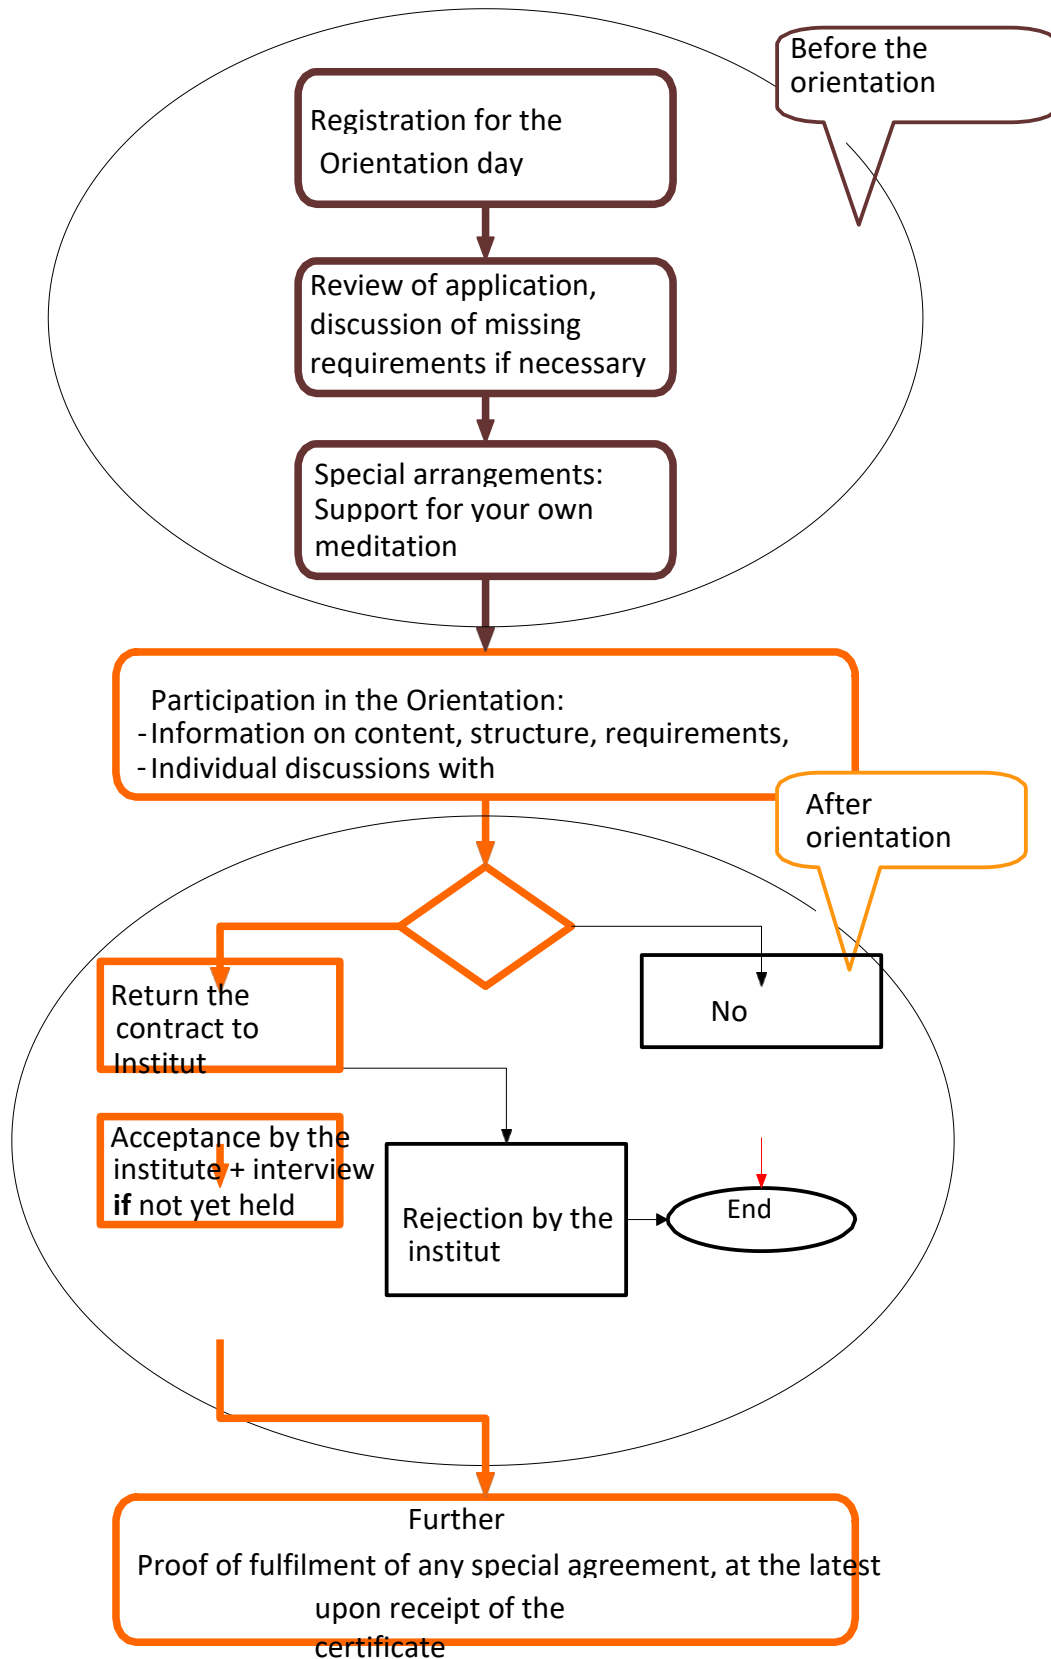 Before the
orientation
Registration for the
Orientation day
Review of application,
discussion of missing
requirements if necessary
Special arrangements:
Support for your own
meditation
Participation in the Orientation:
- Information on content, structure, requirements,
- Individual discussions with
After
orientation
Return the
contract to
Institut
No
Acceptance by the
institute + interview
if not yet held
Rejection by the
institut
End
Further
Proof of fulfilment of any special agreement, at the latest
upon receipt of the
certificate